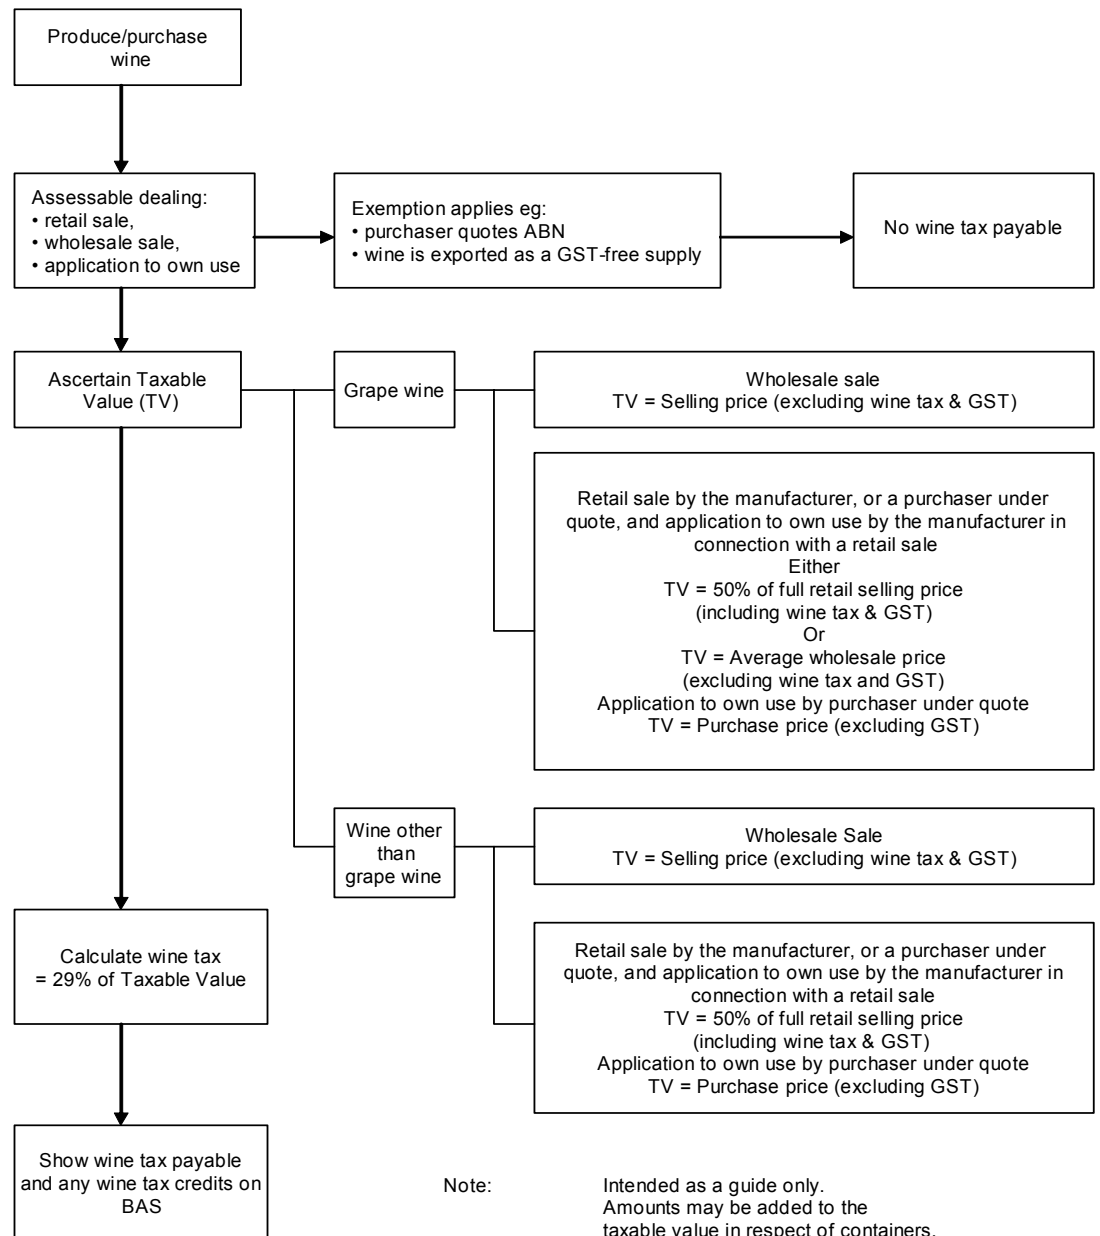 Produce/purchase
wine
Assessable dealing:
• retail sale,
• wholesale sale,
• application to own use
Exemption applies eg:
• purchaser quotes ABN
• wine is exported as a GST-free supply
No wine tax payable
Ascertain Taxable
Value (TV)
Grape wine
Wholesale sale
TV = Selling price (excluding wine tax & GST)
Retail sale by the manufacturer, or a purchaser under
quote, and application to own use by the manufacturer in
connection with a retail sale
Either
TV = 50% of full retail selling price
(including wine tax & GST)
Or
TV = Average wholesale price
(excluding wine tax and GST)
Application to own use by purchaser under quote
TV = Purchase price (excluding GST)
Wine other
than
grape wine
Wholesale Sale
TV = Selling price (excluding wine tax & GST)
Retail sale by the manufacturer, or a purchaser under
quote, and application to own use by the manufacturer in
connection with a retail sale
TV = 50% of full retail selling price
(including wine tax & GST)
Application to own use by purchaser under quote
TV = Purchase price (excluding GST)
Calculate wine tax
= 29% of Taxable Value
Show wine tax payable
and any wine tax credits on
BAS
Note:
Intended as a guide only.
Amounts may be added to the
taxable value in respect of containers,